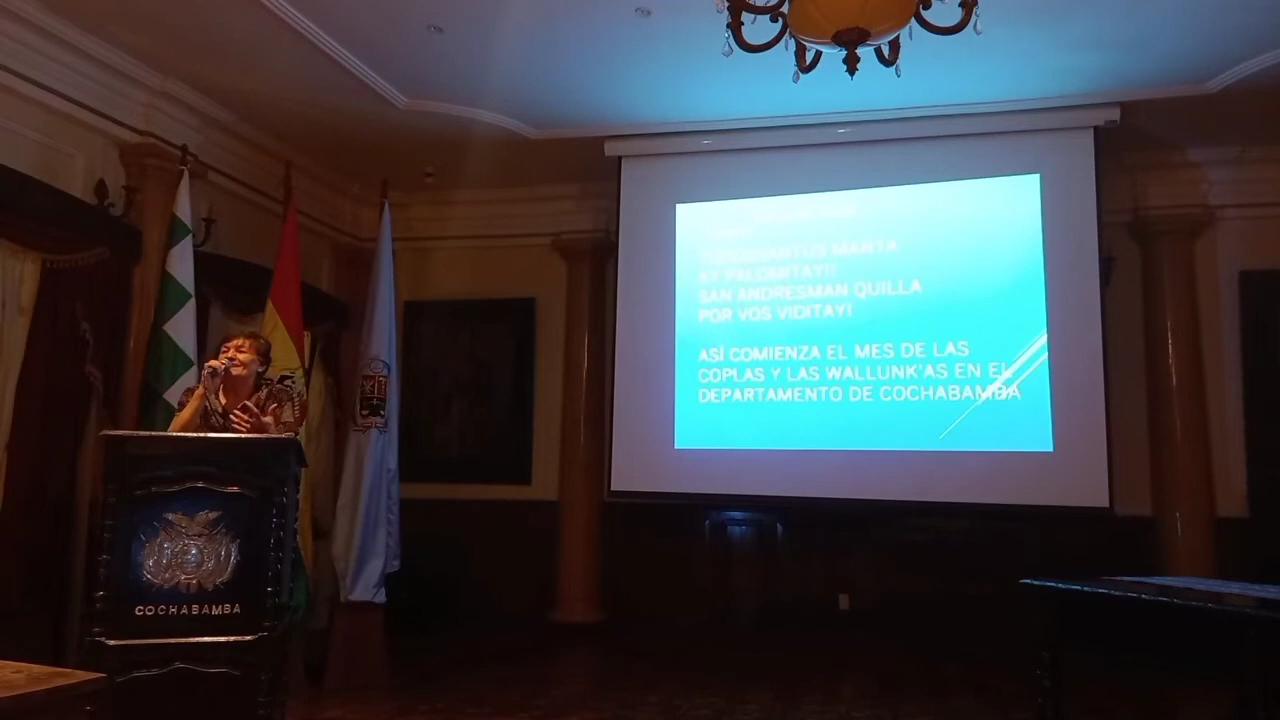 MANTA
AY PALOMITAY!!
SAN ANDRESMAN QUILLA
POR VOS VIDITAY!
ASÍ COMIENZA EL MES DE LAS
COPLAS Y LAS WALLUNK'AS EN EL
DEPARTAMENTO DE COCHABAMBA
COCHABAMBA